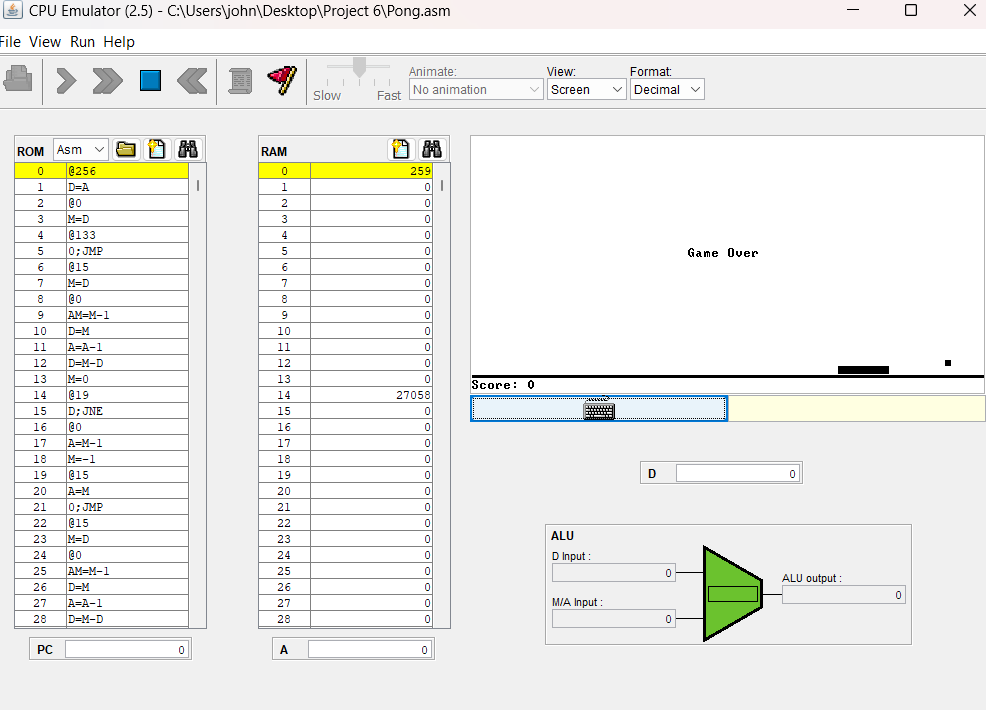 CPU Emulator (2.5) - C:\Users\john\Desktop\Project 6\Pong.asm
File View Run Help
Slow Fast
Animate:
No animation
View:
Screen
Format:
Decimal
ROM Asm
0 @256
1 D=A
2 @0
3 M=D
4 @133
5 0;JMP
6 @15
7 M=D
8 @0
9 AM=M-1
10 D=M
11 A=A-1
12 D=M-D
13 M=0
14 @19
15 D;JNE
16 @0
17 A=M-1
18 M=-1
19 @15
20 A=M
21 0;JMP
22 @15
23 M=D
24 @0
25 AM=M-1
26 D=M
27 A=A-1
28 D=M-D
PC 0
RAM
0 259
1 0
2 0
3 0
4 0
5 0
6 0
7 0
8 0
9 0
10 0
11 0
12 0
13 0
14 27058
15 0
16 0
17 0
18 0
19 0
20 0
21 0
22 0
23 0
24 0
25 0
26 0
27 0
28 0
A 0
Game Over
Score: 0
D 0
ALU
D Input :
0
M/A Input :
0
ALU output :
0